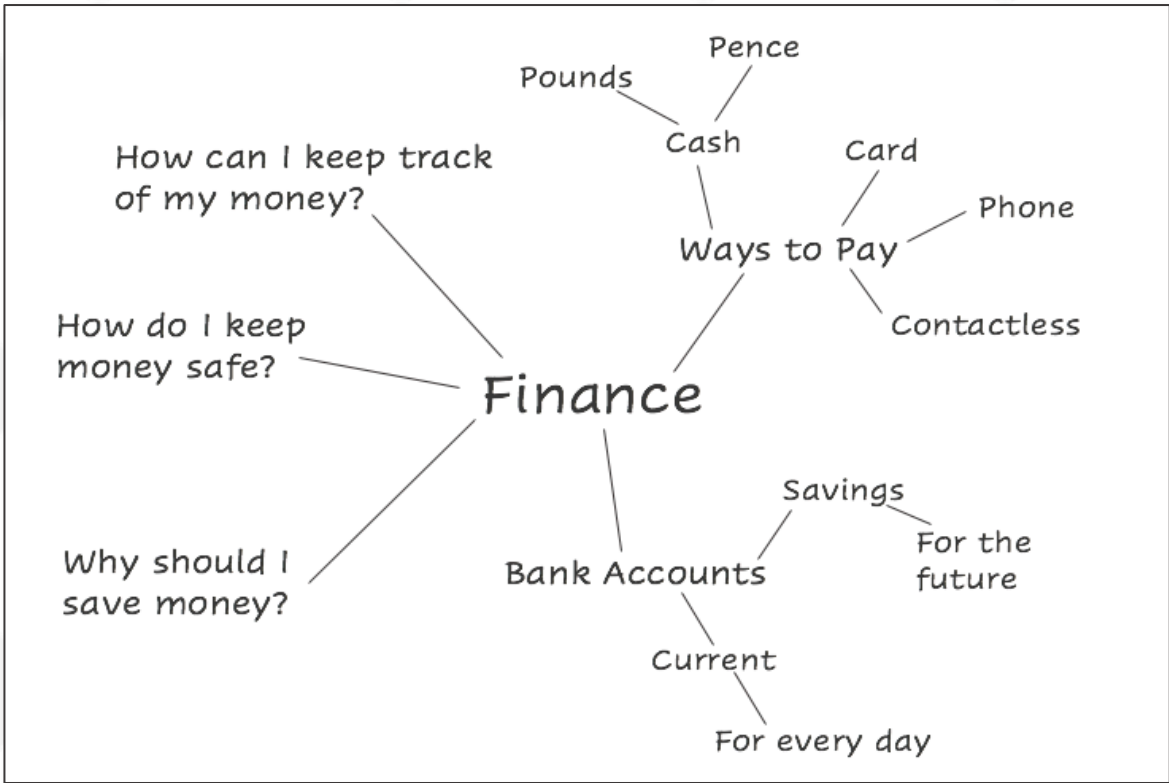 Pence
Pounds
Cash
Card
How can I keep track
of my money?
Phone
Ways to Pay
How do I keep
money safe?
Contactless
Finance
Savings
For the
future
Why should I
save money?
Bank Accounts
Current
For every day